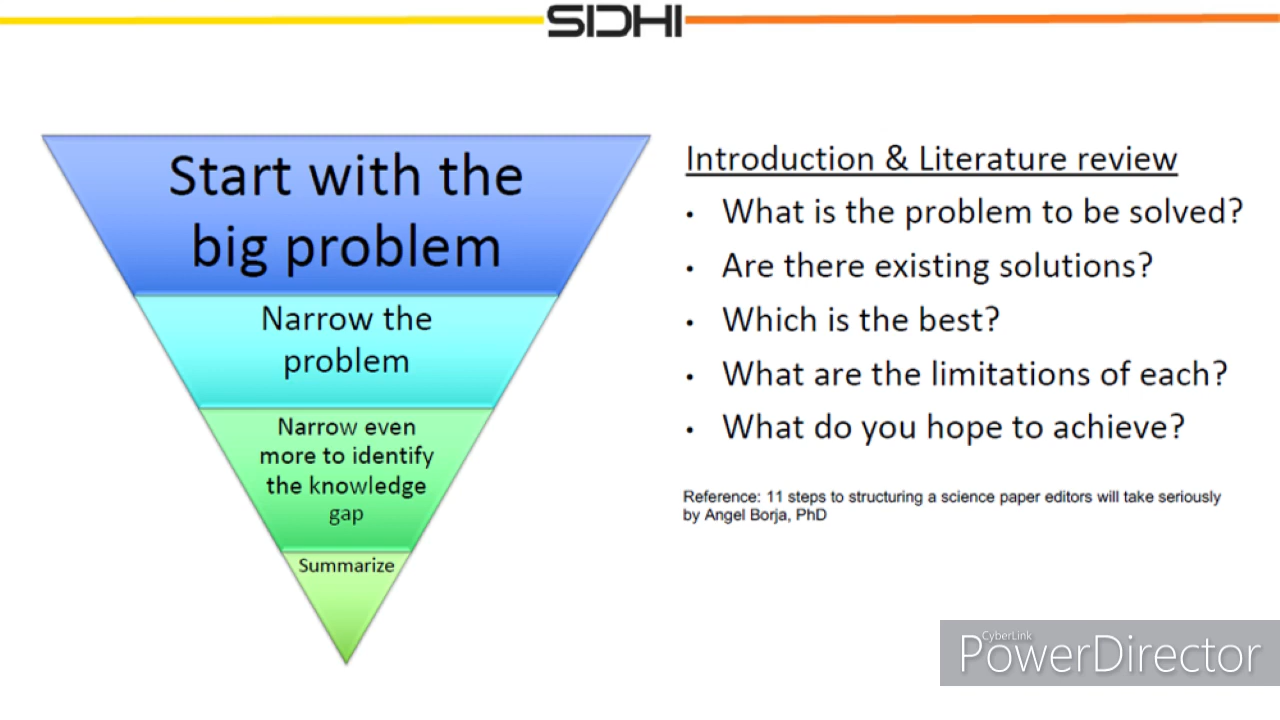 SIDHI
Start with the
big problem
Narrow the
problem
Narrow even
more to identify
the knowledge
gap
Summarize
Introduction & Literature review
• What is the problem to be solved?
• Are there existing solutions?
• Which is the best?
• What are the limitations of each?
• What do you hope to achieve?
Reference: 11 steps to structuring a science paper editors will take seriously
by Angel Borja, PhD
CyberLink
PowerDirector